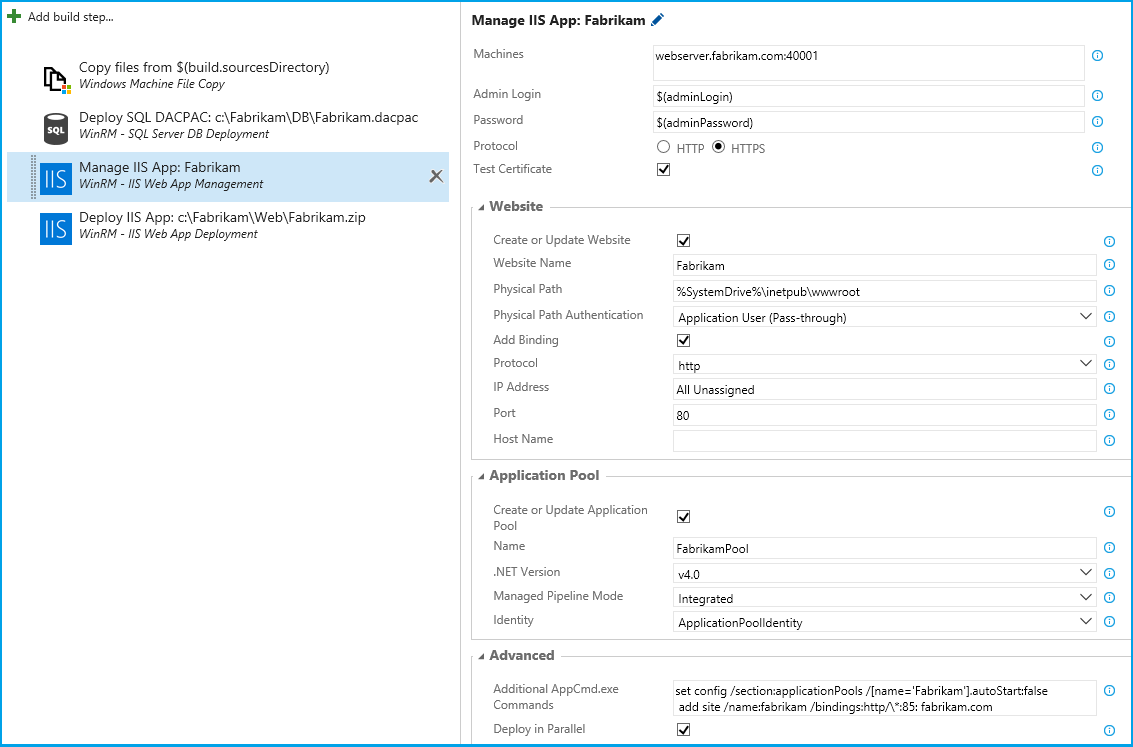 Add build step...
Copy files from $(build.sourcesDirectory)
Windows Machine File Copy
SQL
Deploy SQL DACPAC: c:\Fabrikam\DB\Fabrikam.dacpac
WinRM - SQL Server DB Deployment
IIS
Manage IIS App: Fabrikam
WinRM - IIS Web App Management
IIS
Deploy IIS App: c:\Fabrikam\Web\Fabrikam.zip
WinRM - IIS Web App Deployment
Manage IIS App: Fabrikam
Machines webserver.fabrikam.com:40001
Admin Login $(adminLogin)
Password $(adminPassword)
Protocol HTTP HTTPS
Test Certificate
Website
Create or Update Website
Website Name Fabrikam
Physical Path %SystemDrive%\inetpub\wwwroot
Physical Path Authentication Application User (Pass-through)
Add Binding
Protocol http
IP Address All Unassigned
Port 80
Host Name
Application Pool
Create or Update Application
Pool
Name FabrikamPool
.NET Version v4.0
Managed Pipeline Mode Integrated
Identity ApplicationPoolIdentity
Advanced
Additional AppCmd.exe set config /section:applicationPools /[name='Fabrikam'].autoStart:false
Commands add site /name:fabrikam /bindings:http/\*:85: fabrikam.com
Deploy in Parallel